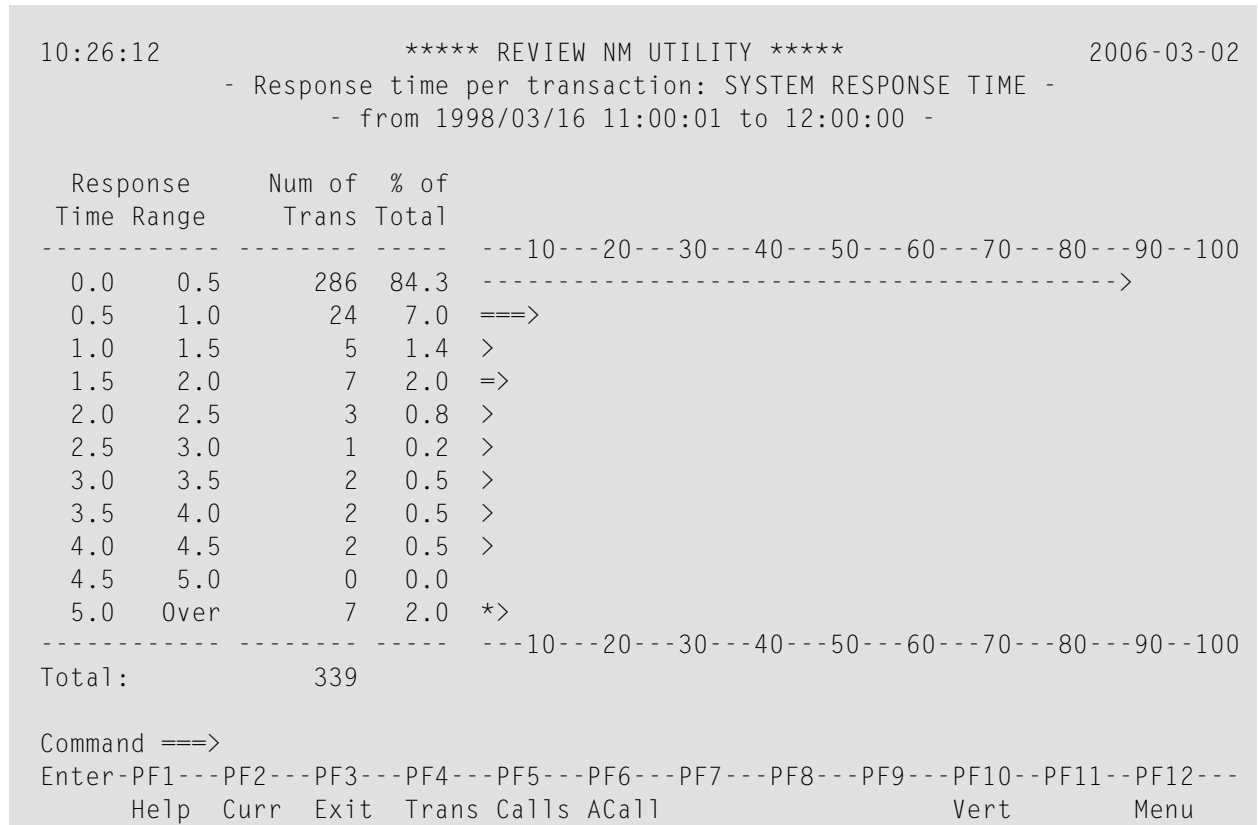 10:26:12                ***** REVIEW NM UTILITY *****                2006-03-02
            - Response time per transaction: SYSTEM RESPONSE TIME -
                   - from 1998/03/16 11:00:01 to 12:00:00 -
  Response     Num of  % of
 Time Range     Trans Total
------------ -------- -----  ---10---20---30---40---50---60---70---80---90--100
  0.0    0.5      286  84.3  ------------------------------------------>
  0.5    1.0       24   7.0  ===>
  1.0    1.5        5   1.4  >
  1.5    2.0        7   2.0  =>
  2.0    2.5        3   0.8  >
  2.5    3.0        1   0.2  >
  3.0    3.5        2   0.5  >
  3.5    4.0        2   0.5  >
  4.0    4.5        2   0.5  >
  4.5    5.0        0   0.0
  5.0   Over        7   2.0  *>
------------ -------- -----  ---10---20---30---40---50---60---70---80---90--100
Total:            339
Command ===>
Enter-PF1---PF2---PF3---PF4---PF5---PF6---PF7---PF8---PF9---PF10--PF11--PF12---
      Help  Curr  Exit  Trans Calls ACall                   Vert        Menu